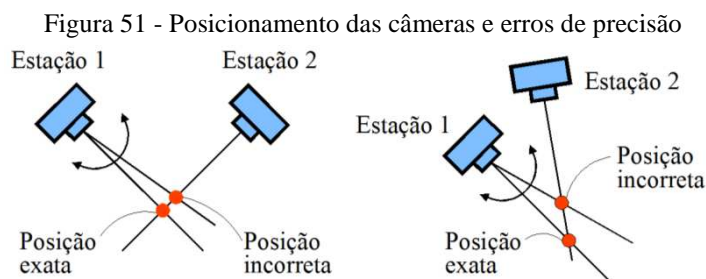 Figura 51 - Posicionamento das câmeras e erros de precisão
Estação 1
Estação 2
Posição
exata
Posição
incorreta
Estação 2
Estação 1
Posição
incorreta
Posição
exata